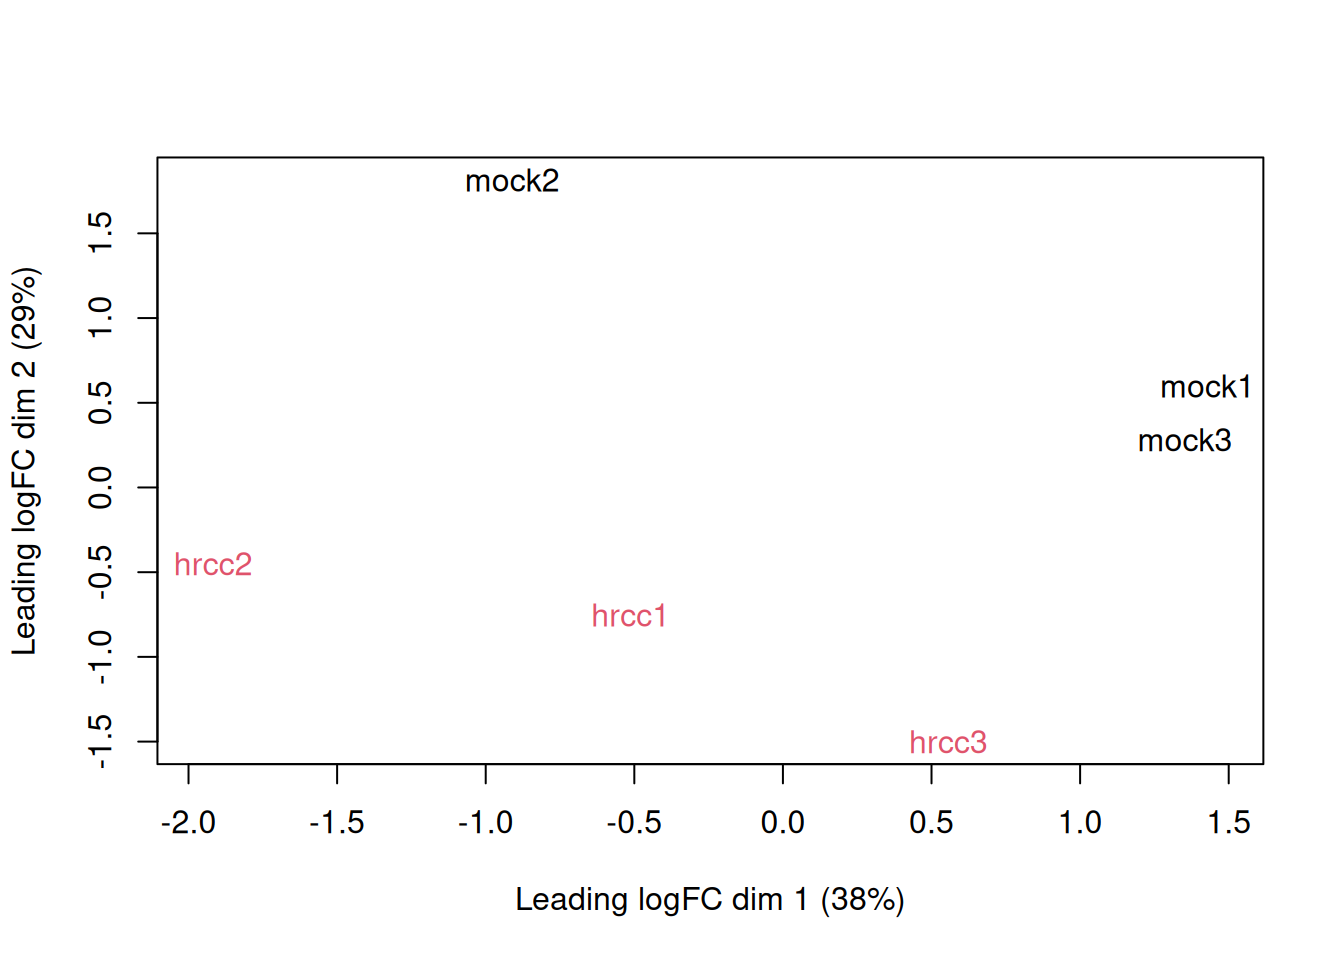 mock2
mock1
mock3
hrcc2
hrcc1
hrcc3
Leading logFC dim 2 (29%)
1.5
1.0
0.5
0.0
-0.5
-1.0
-1.5
-2.0 -1.5 -1.0 -0.5 0.0 0.5 1.0 1.5
Leading logFC dim 1 (38%)